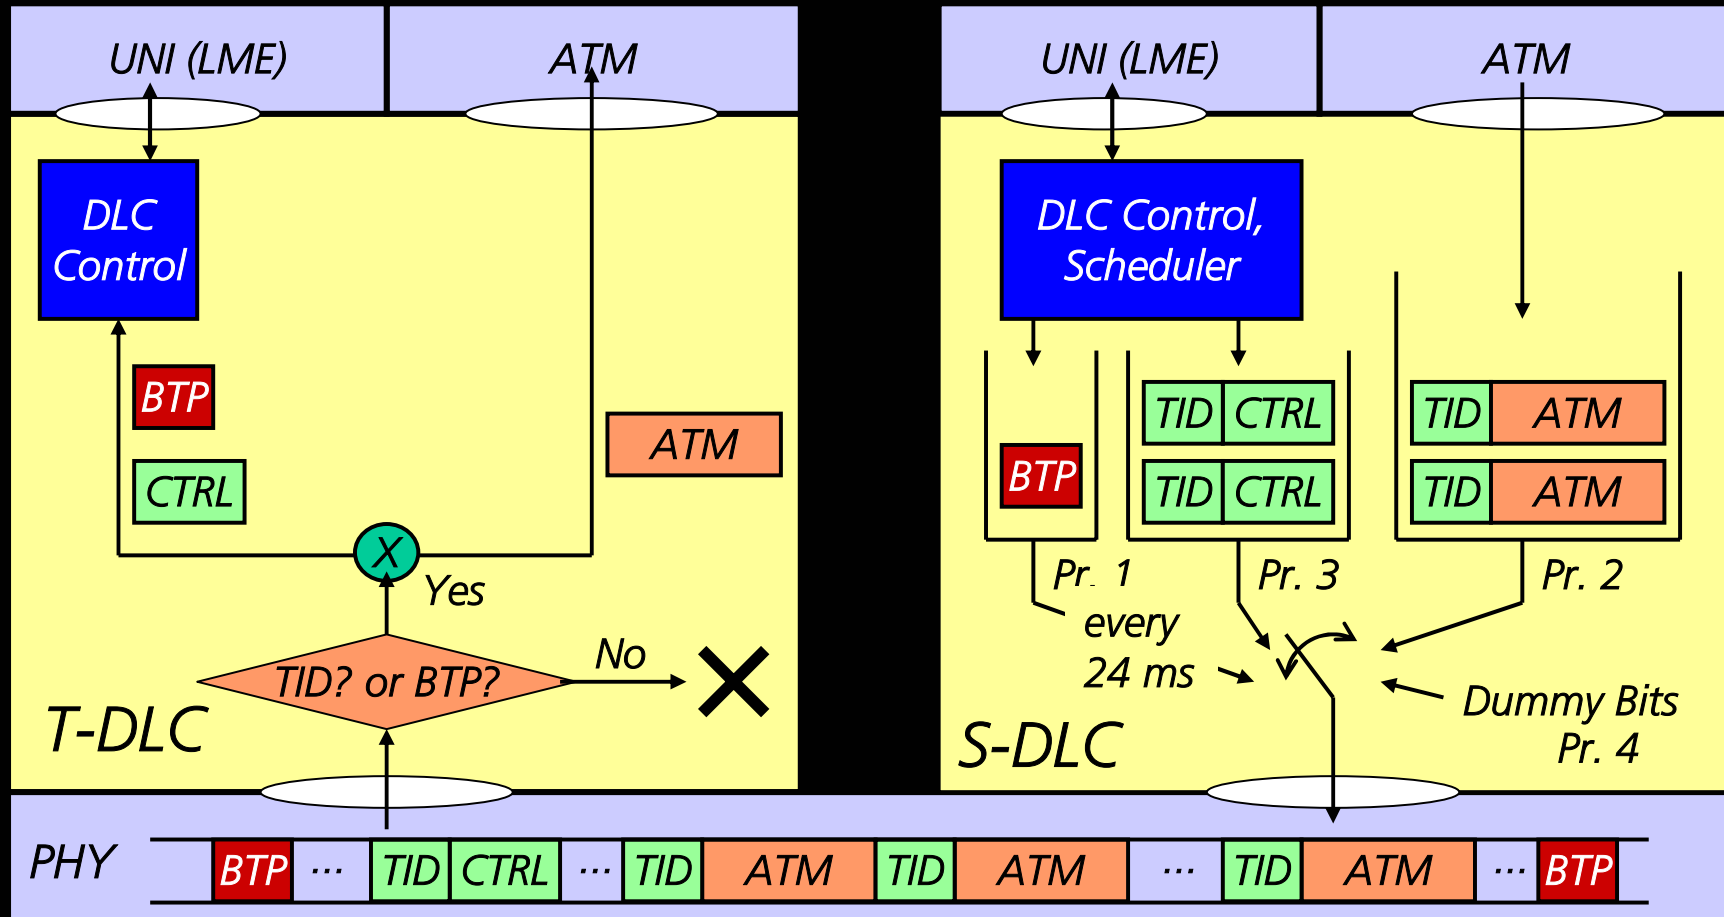 UNI (LME)
ATM
UNI (LME)
ATM
DLC
Control
DLC Control,
Scheduler
BTP
CTRL
ATM
BTP
TID CTRL
TID CTRL
TID ATM
TID ATM
X
Yes
Pr. 1
every
24 ms
Pr. 3
Pr. 2
TID? or BTP?
No
Dummy Bits
Pr. 4
T-DLC
S-DLC
PHY
BTP ... TID CTRL ... TID ATM TID ATM ... TID ATM ... BTP